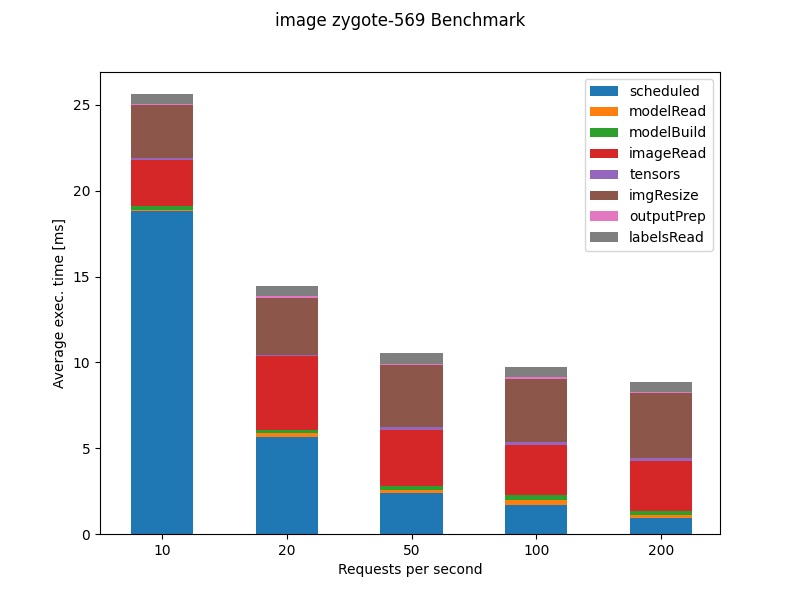 image zygote-569 Benchmark
scheduled
modelRead
modelBuild
imageRead
tensors
imgResize
outputPrep
labelsRead
Average exec. time [ms]
25
20
15
10
5
0
10 20 50 100 200
Requests per second